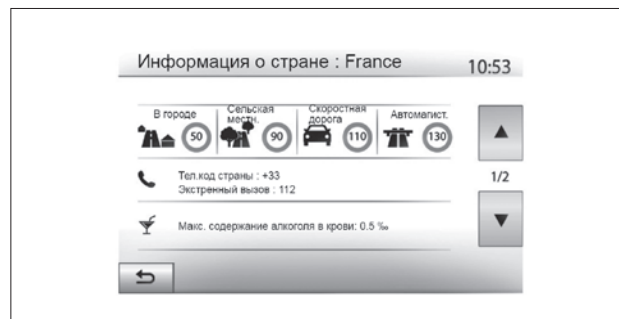 Информация о стране : France
10:53
В городе
Сельская
местн.
Скоростная
дорога
Автомагист.
50
90
110
130
Тел.код страны : +33
1/2
Экстренный вызов : 112
Макс. содержание алкоголя в крови: 0.5 ‰